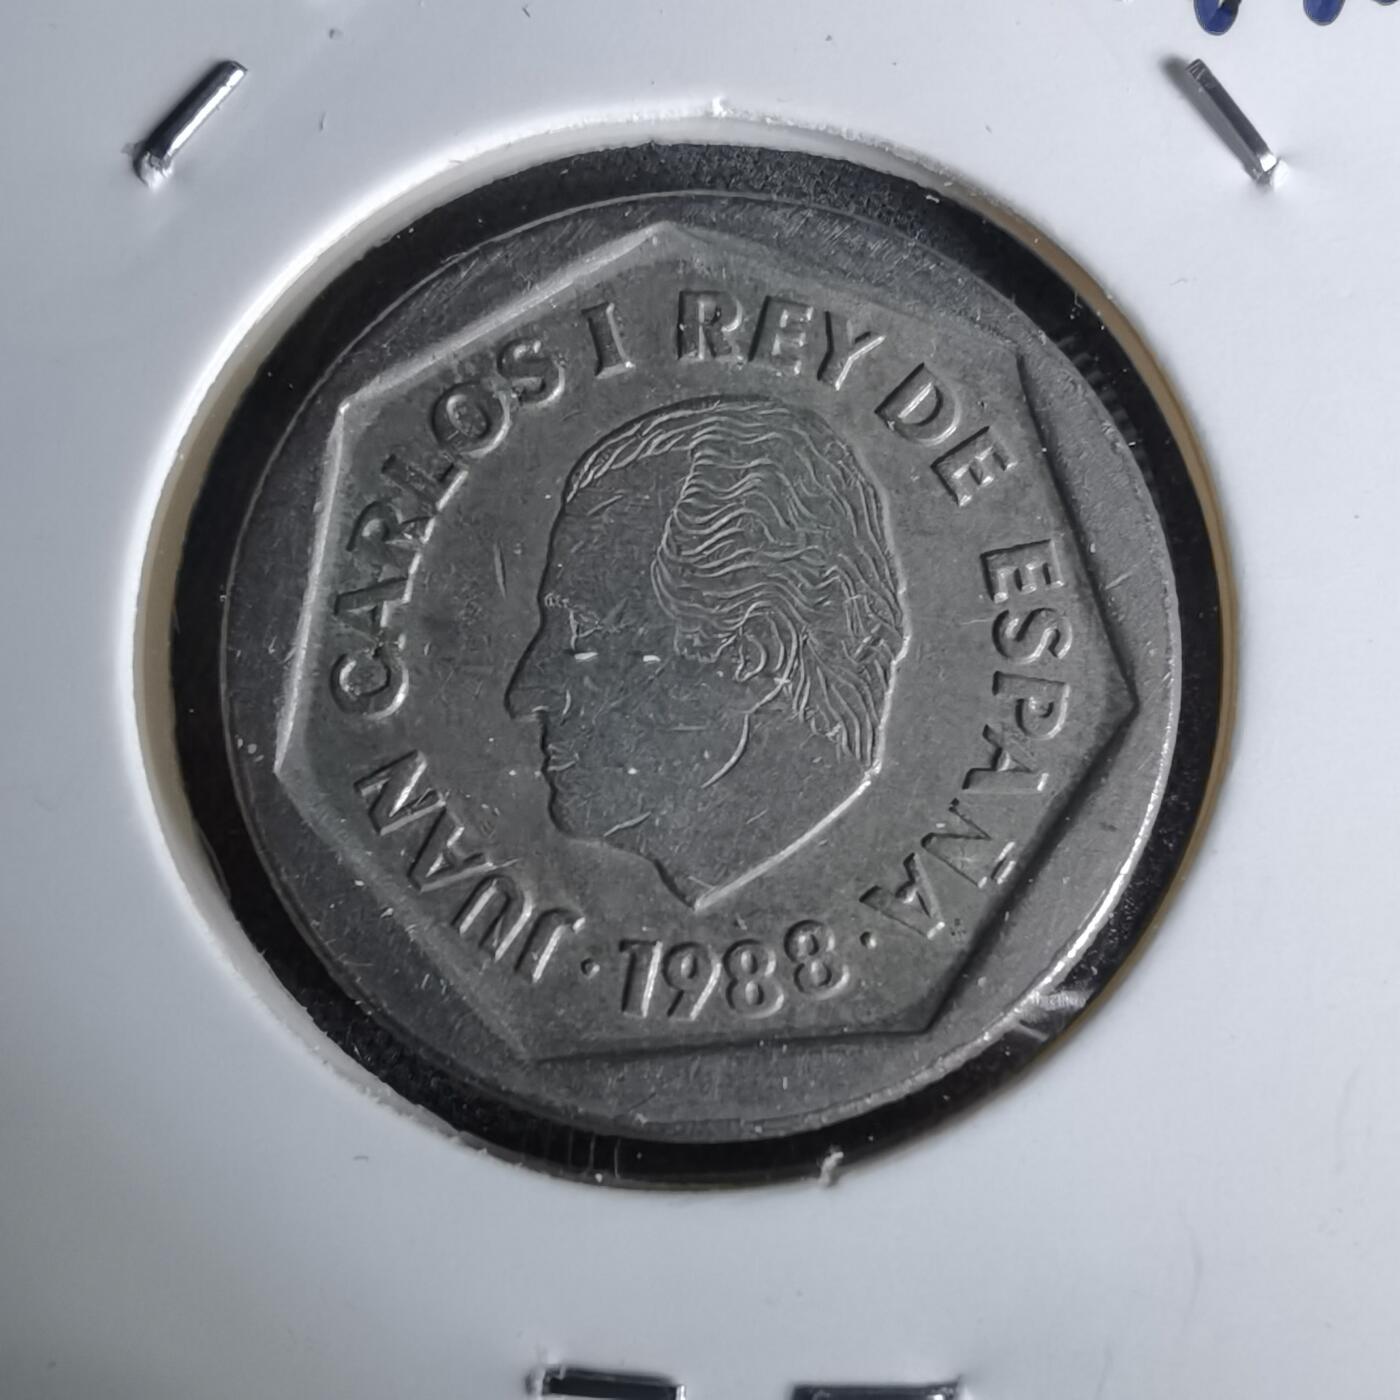 JUAN CARLOS I REY DE ESPAÑA
· 1988 ·